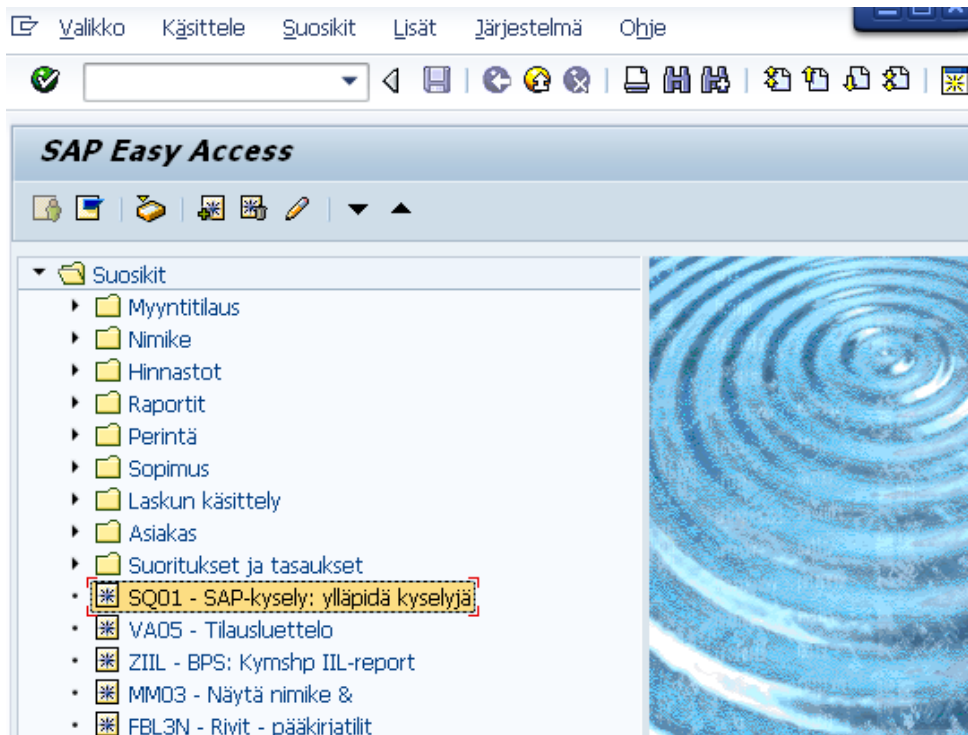 Valikko Käsittele Suosikit Lisät Järjestelmä Ohje
SAP Easy Access
Suosikit
Myyntitilaus
Nimike
Hinnastot
Raportit
Perintä
Sopimus
Laskun käsittely
Asiakas
Suoritukset ja tasaukset
SQ01 - SAP-kysely: ylläpidä kyselyjä
VA05 - Tilausluettelo
ZIIL - BPS: Kymshp IIL-report
MM03 - Näytä nimike &
FBL3N - Rivit - pääkirjatilit